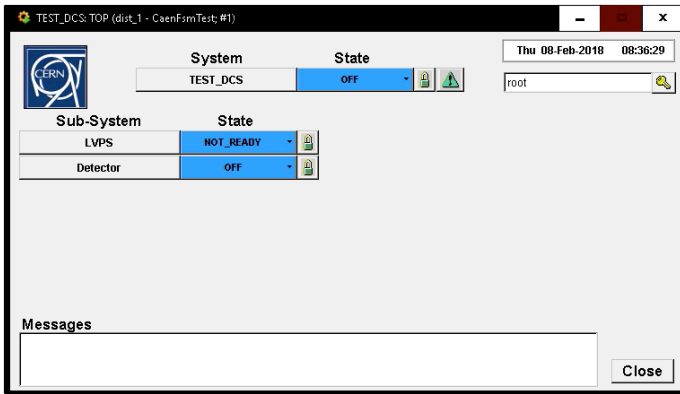 TEST_DCS: TOP (dist_1 - CaenFsmTest; #1)
CERN
System State
TEST_DCS OFF
Thu 08-Feb-2018 08:36:29
root
Sub-System State
LVPS NOT_READY
Detector OFF
Messages
Close